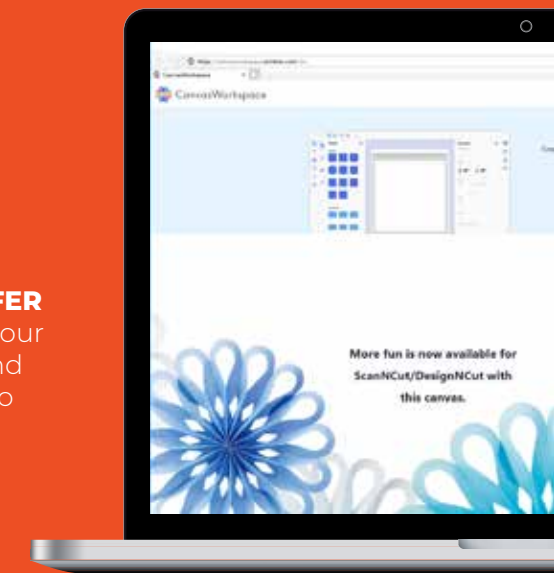 FER
our
nd
o
CanvasWorkspace
More fun is now available for
ScanNCut/DesignNCut with
this canvas.